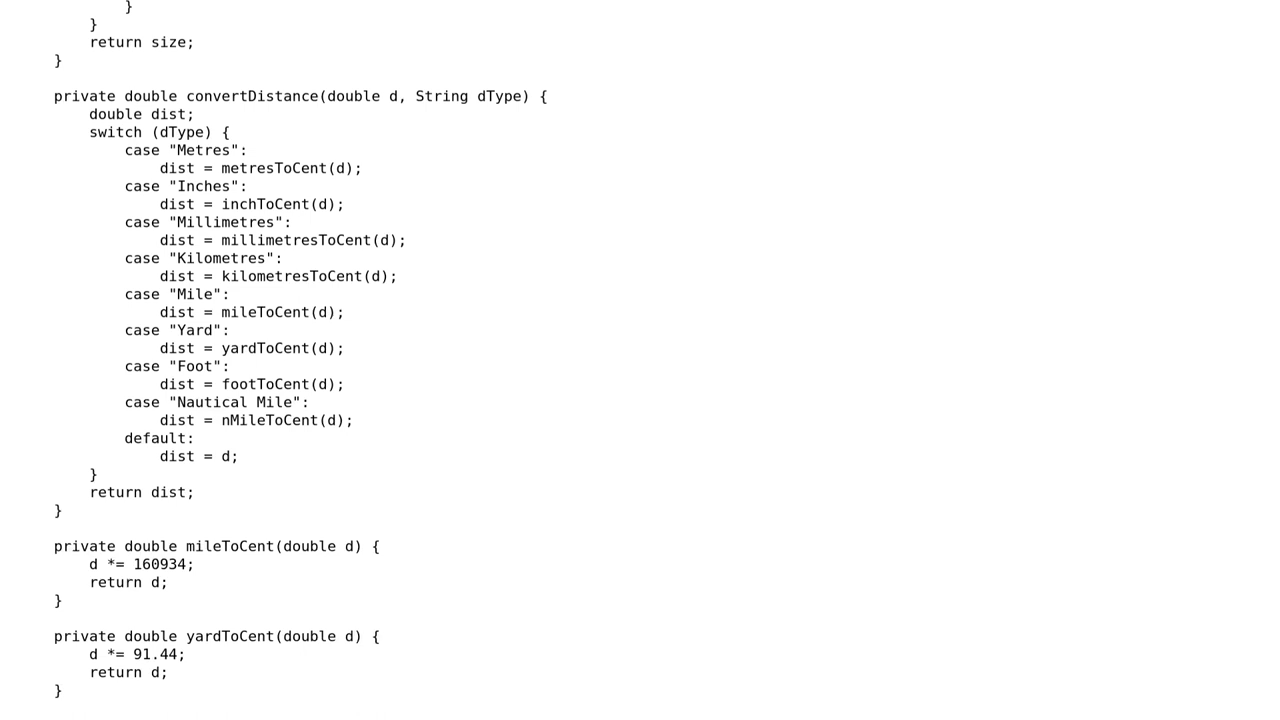 }
        }
        return size;
    }

    private double convertDistance(double d, String dType) {
        double dist;
        switch (dType) {
            case "Metres":
                dist = metresToCent(d);
            case "Inches":
                dist = inchToCent(d);
            case "Millimetres":
                dist = millimetresToCent(d);
            case "Kilometres":
                dist = kilometresToCent(d);
            case "Mile":
                dist = mileToCent(d);
            case "Yard":
                dist = yardToCent(d);
            case "Foot":
                dist = footToCent(d);
            case "Nautical Mile":
                dist = nMileToCent(d);
            default:
                dist = d;
        }
        return dist;
    }

    private double mileToCent(double d) {
        d *= 160934;
        return d;
    }

    private double yardToCent(double d) {
        d *= 91.44;
        return d;
    }